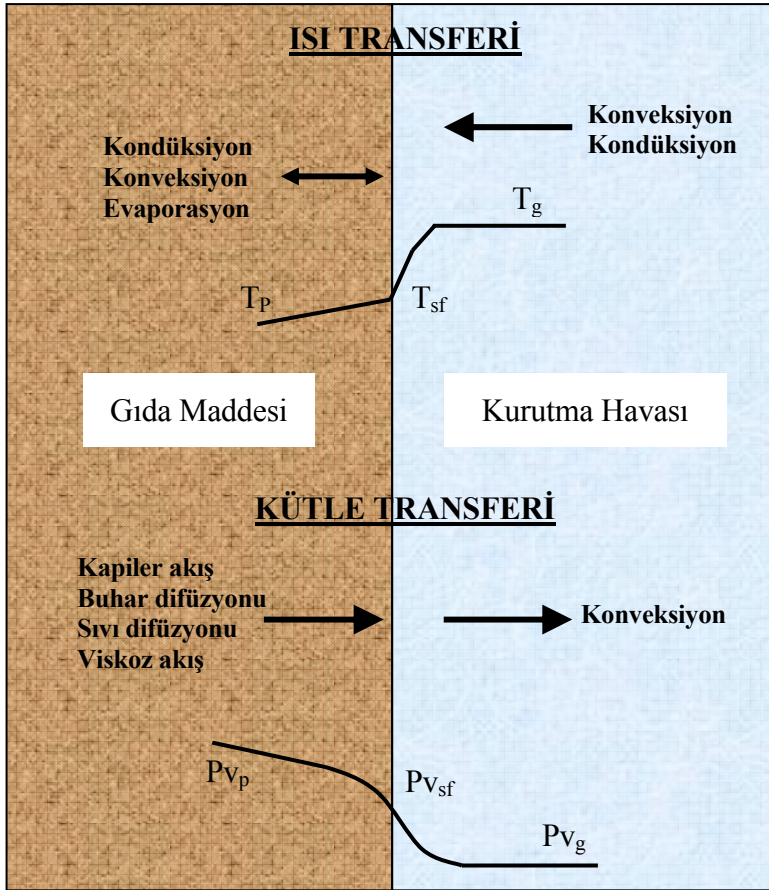 ISI TRANSFERİ
Konveksiyon
Kondüksiyon
Kondüksiyon
Konveksiyon
Evaporasyon
Tg
TP
Tsf
Gıda Maddesi
Kurutma Havası
KÜTLE TRANSFERİ
Kapiler akış
Buhar difüzyonu
Sıvı difüzyonu
Viskoz akış
Konveksiyon
Pvp
Pvsf
Pvg